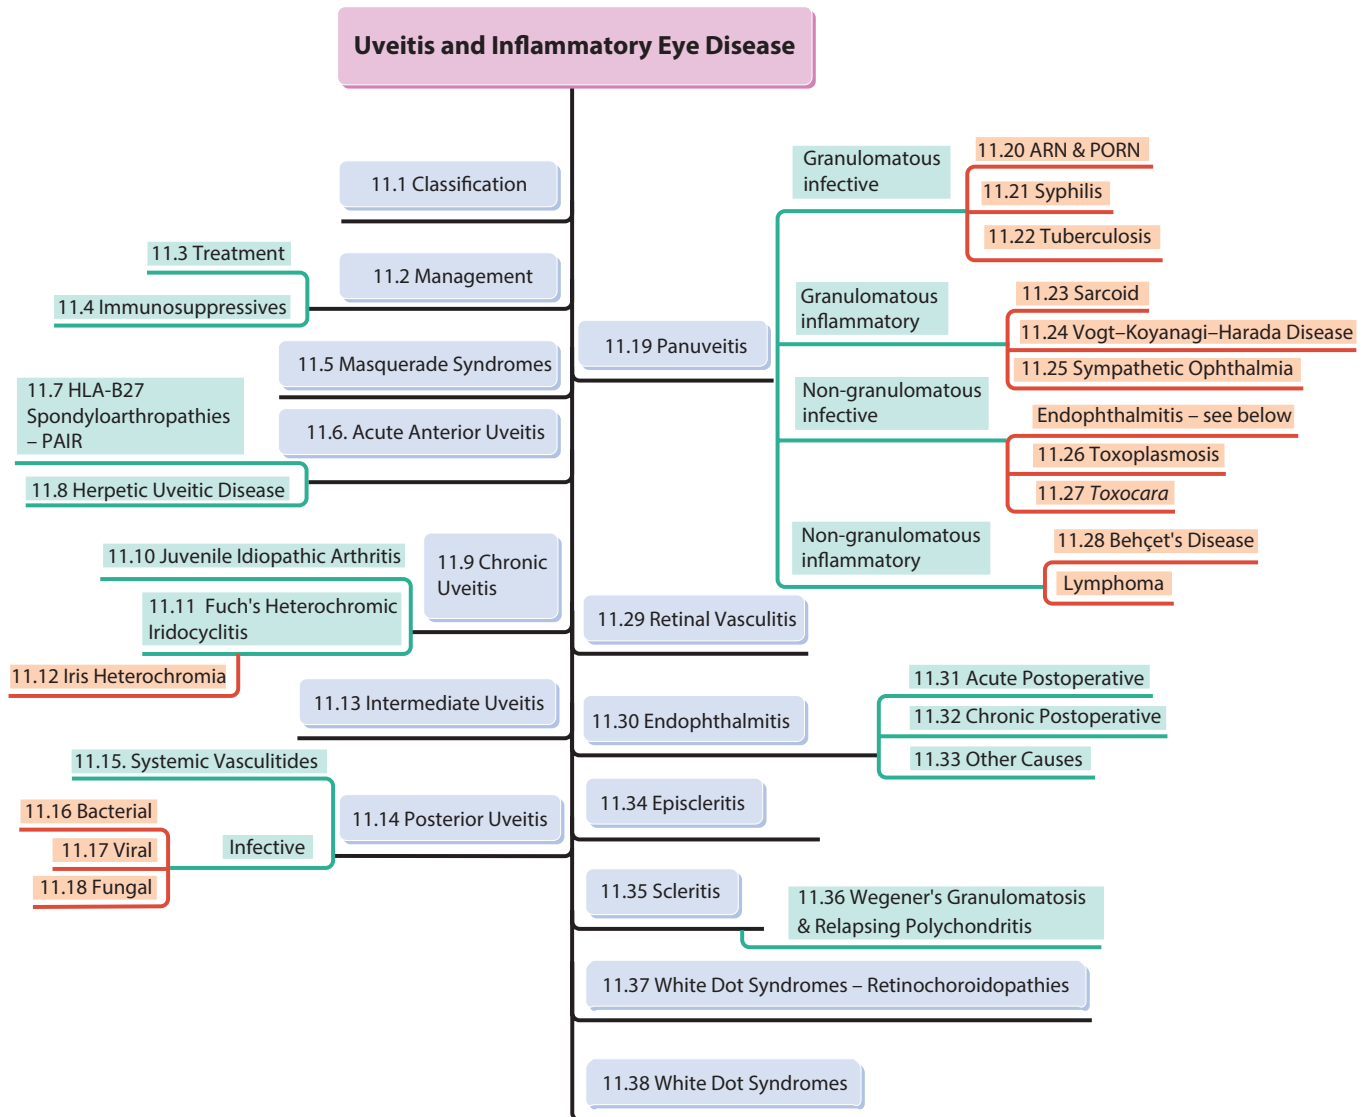 Uveitis and Inflammatory Eye Disease
11.1 Classification
11.2 Management
11.3 Treatment
11.4 Immunosuppressives
11.5 Masquerade Syndromes
11.6. Acute Anterior Uveitis
11.7 HLA-B27
Spondyloarthropathies
– PAIR
11.8 Herpetic Uveitic Disease
11.9 Chronic
Uveitis
11.10 Juvenile Idiopathic Arthritis
11.11 Fuch's Heterochromic
Iridocyclitis
11.12 Iris Heterochromia
11.13 Intermediate Uveitis
11.14 Posterior Uveitis
11.15. Systemic Vasculitides
Infective
11.16 Bacterial
11.17 Viral
11.18 Fungal
11.19 Panuveitis
Granulomatous
infective
11.20 ARN & PORN
11.21 Syphilis
11.22 Tuberculosis
Granulomatous
inflammatory
11.23 Sarcoid
11.24 Vogt–Koyanagi–Harada Disease
11.25 Sympathetic Ophthalmia
Non-granulomatous
infective
Endophthalmitis – see below
11.26 Toxoplasmosis
11.27 Toxocara
Non-granulomatous
inflammatory
11.28 Behçet's Disease
Lymphoma
11.29 Retinal Vasculitis
11.30 Endophthalmitis
11.31 Acute Postoperative
11.32 Chronic Postoperative
11.33 Other Causes
11.34 Episcleritis
11.35 Scleritis
11.36 Wegener's Granulomatosis
& Relapsing Polychondritis
11.37 White Dot Syndromes – Retinochoroidopathies
11.38 White Dot Syndromes